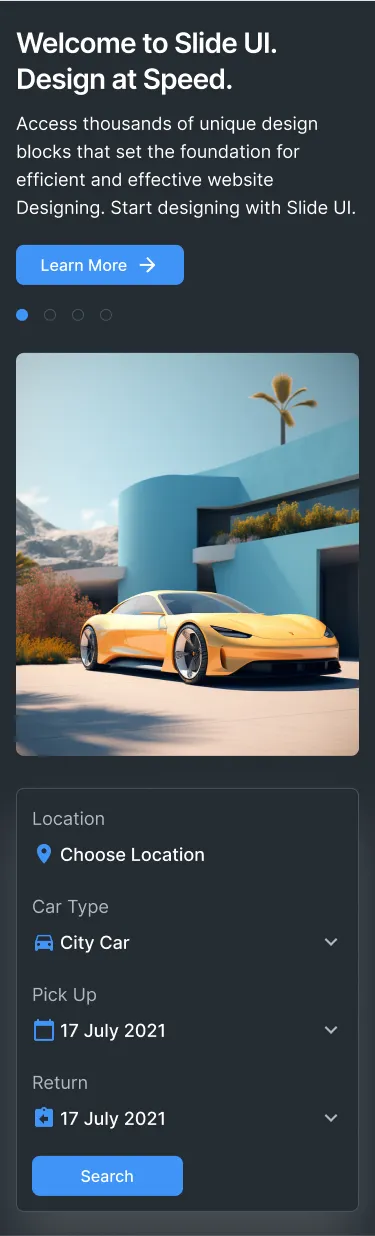 Welcome to Slide UI.
Design at Speed.
Access thousands of unique design
blocks that set the foundation for
efficient and effective website
Designing. Start designing with Slide UI.
Learn More
Location
Choose Location
Car Type
City Car
Pick Up
17 July 2021
Return
17 July 2021
Search